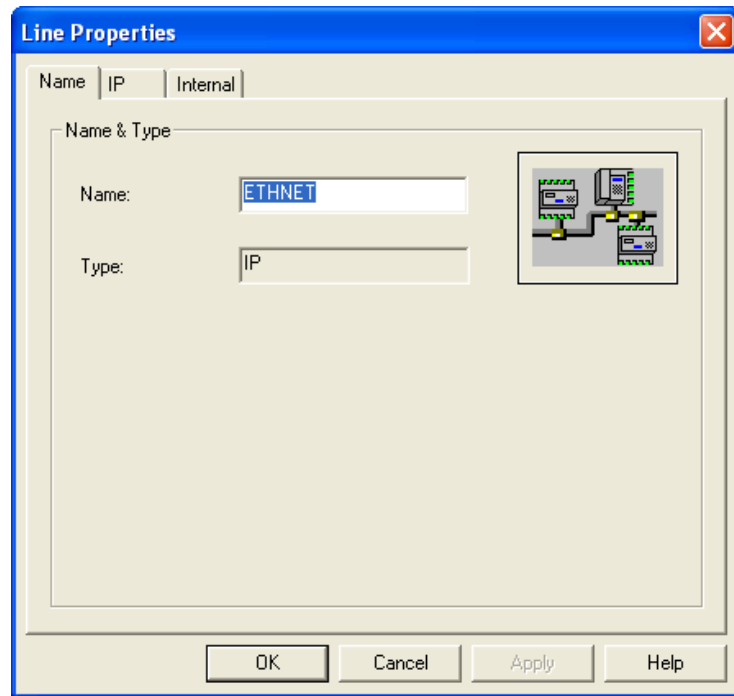 Line Properties
Name IP Internal
Name & Type
Name: ETHNET
Type: IP
OK Cancel Apply Help